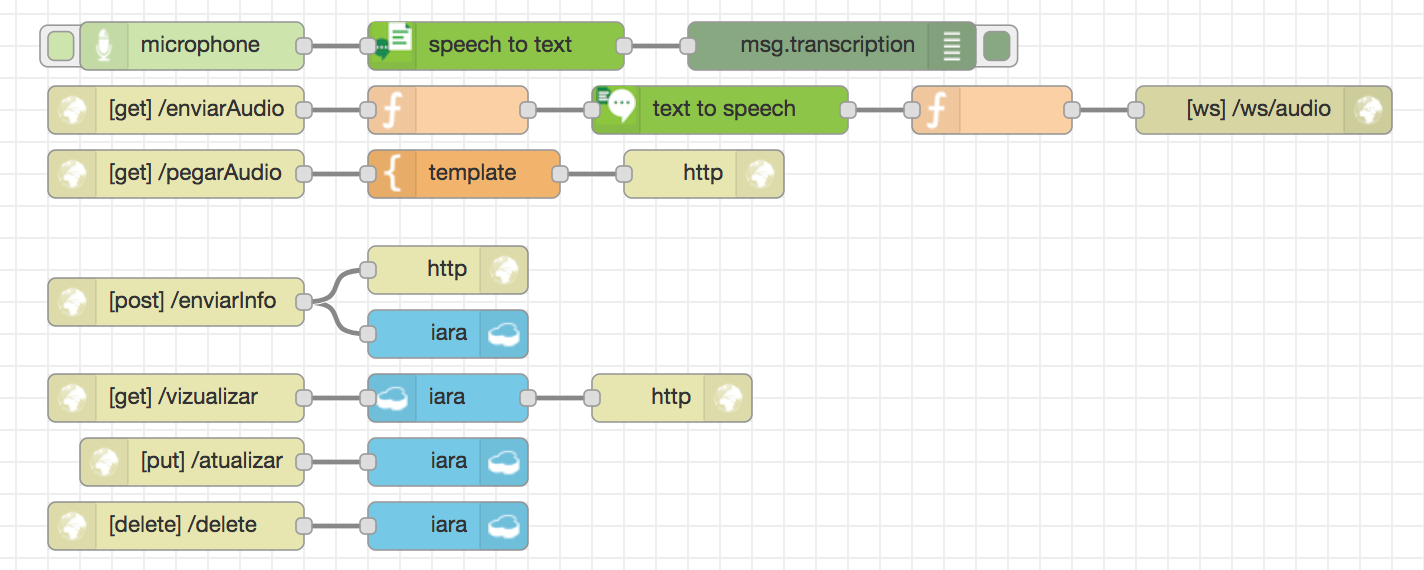 microphone
speech to text
msg.transcription
[get] /enviarAudio
text to speech
[ws] /ws/audio
[get] /pegarAudio
template
http
http
[post] /enviarInfo
iara
[get] /vizualizar
iara
http
[put] /atualizar
iara
[delete] /delete
iara